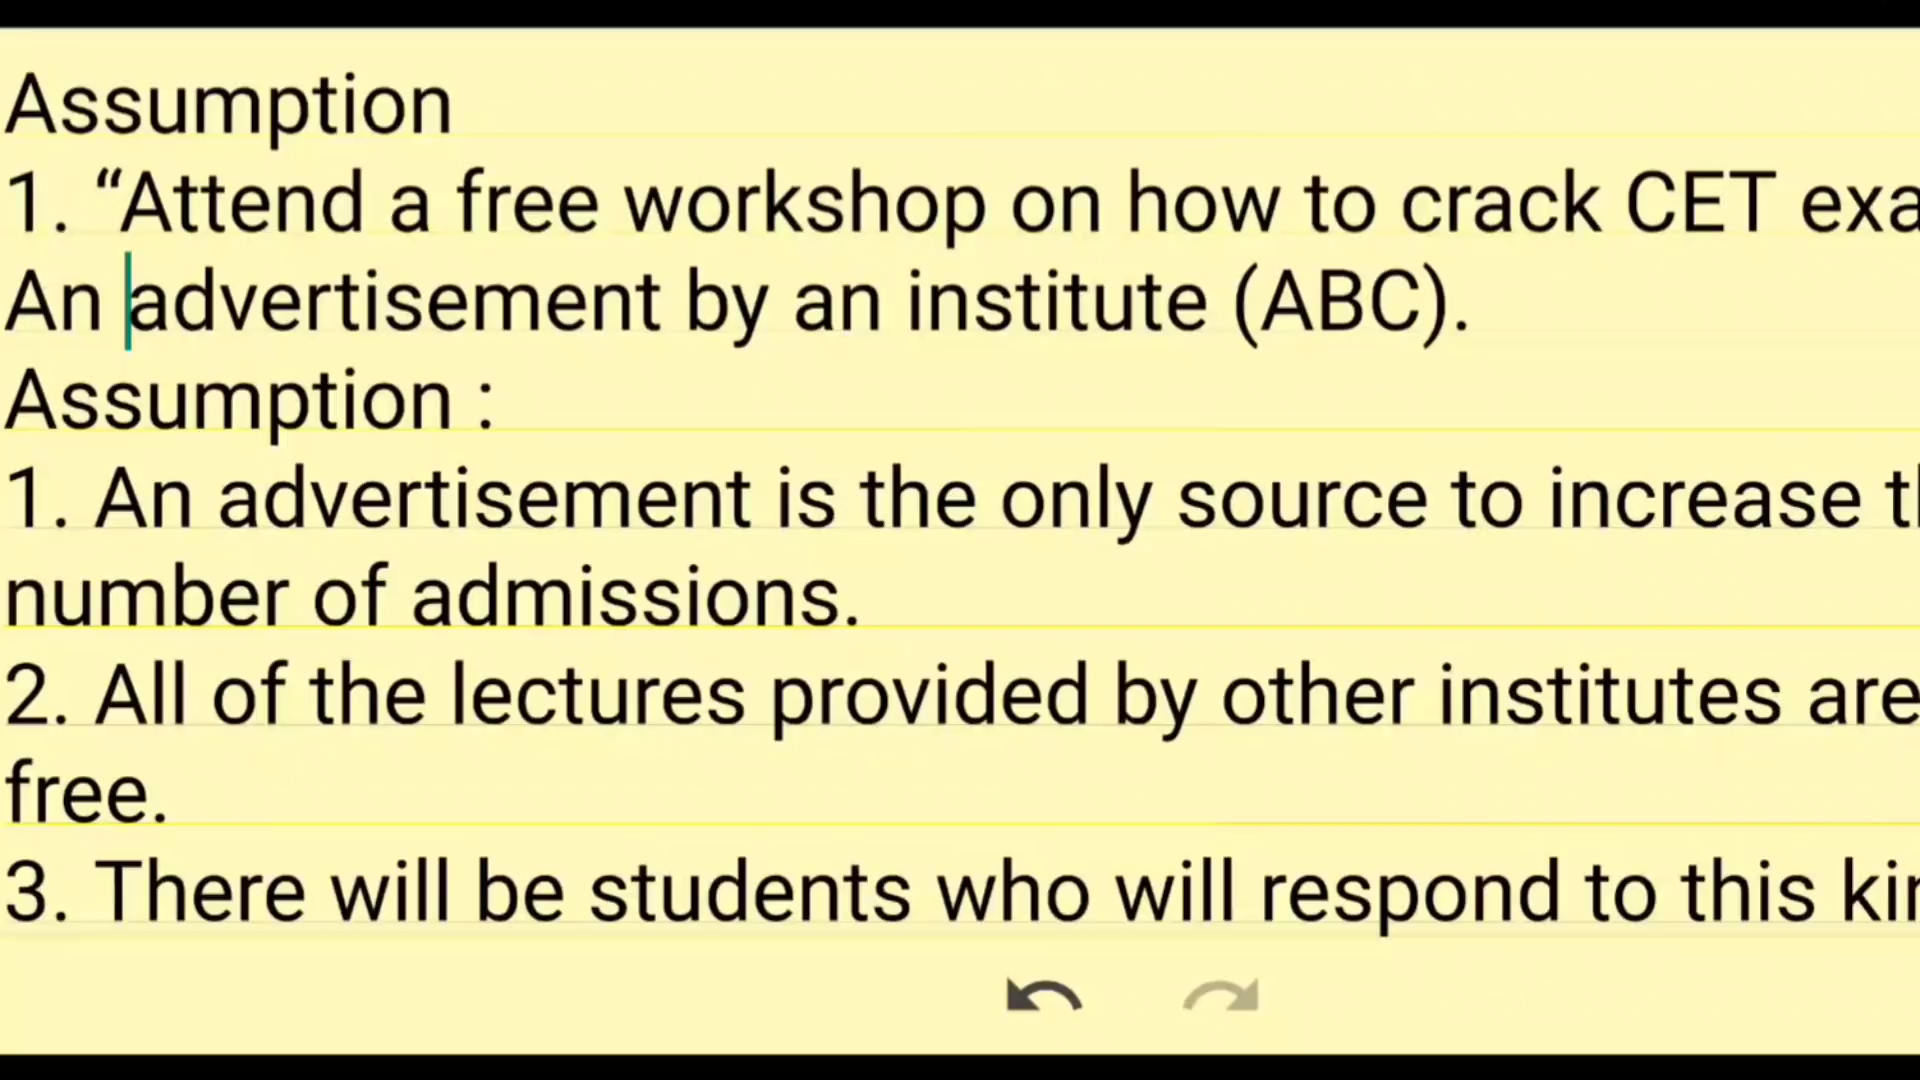 Assumption
1. “Attend a free workshop on how to crack CET exa
An advertisement by an institute (ABC).
Assumption :
1. An advertisement is the only source to increase t
number of admissions.
2. All of the lectures provided by other institutes are
free.
3. There will be students who will respond to this ki